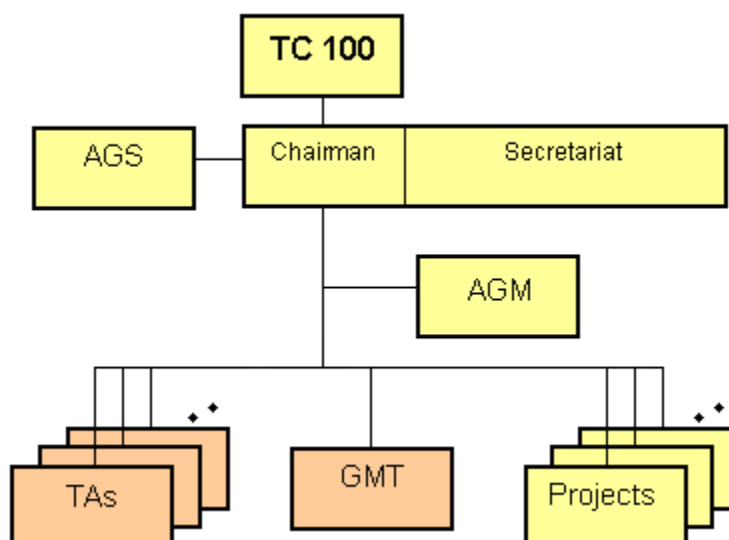 TC 100
AGS
Chairman
Secretariat
AGM
TAs
GMT
Projects